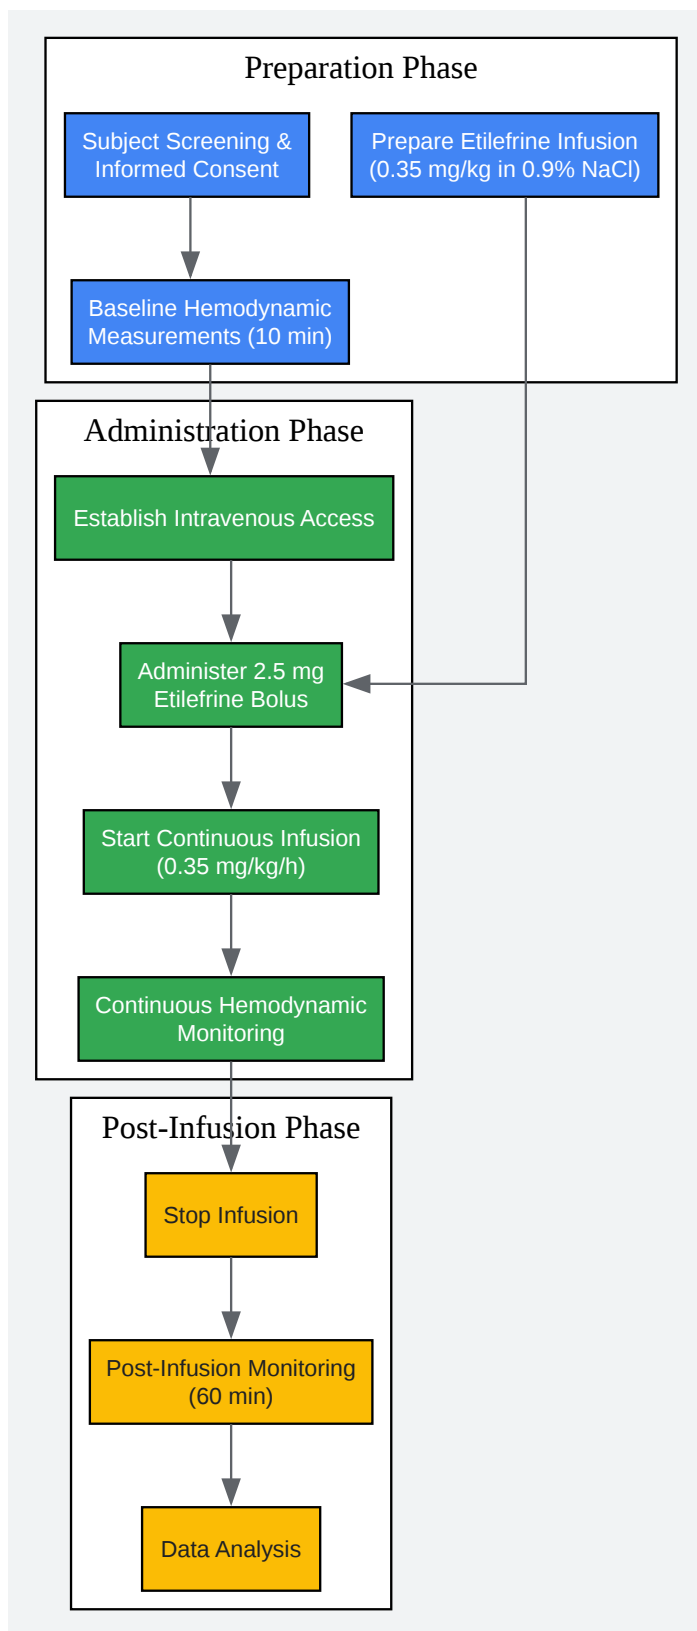 Preparation Phase
Subject Screening &
Informed Consent
Prepare Etilefrine Infusion
(0.35 mg/kg in 0.9% NaCl)
Baseline Hemodynamic
Measurements (10 min)
Administration Phase
Establish Intravenous Access
Administer 2.5 mg
Etilefrine Bolus
Start Continuous Infusion
(0.35 mg/kg/h)
Continuous Hemodynamic
Monitoring
Post-Infusion Phase
Stop Infusion
Post-Infusion Monitoring
(60 min)
Data Analysis